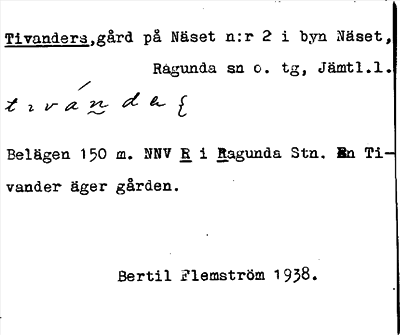 Tivanders,gård på Näset n:r 2 i byn Näset,
Ragunda sn o. tg, Jämtl.l.
Belägen 150 m. NNV R i Ragunda Stn. En Ti-
vander äger gården.
Bertil Flemström 1938.